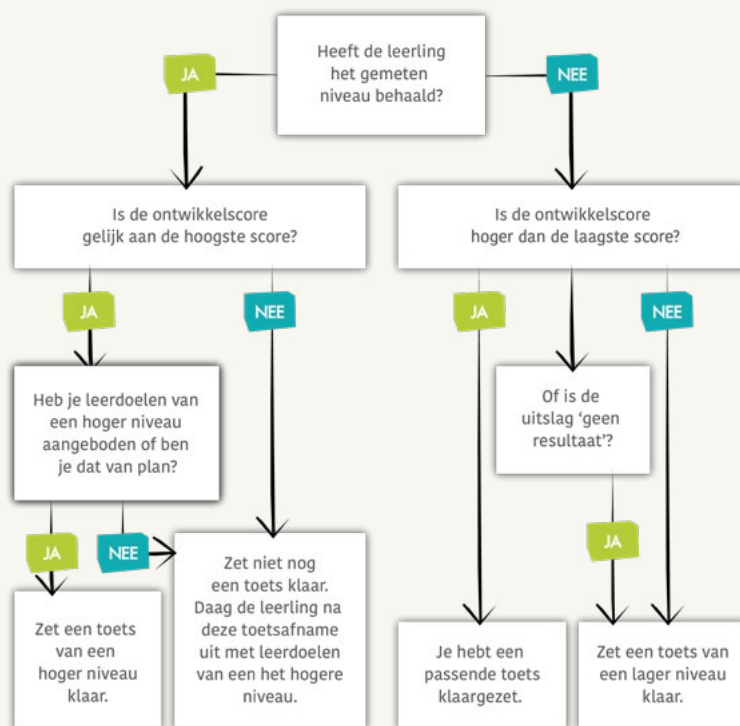 Heeft de leerling
het gemeten
niveau behaald?
JA
NEE
Is de ontwikkelscore
gelijk aan de hoogste score?
Is de ontwikkelscore
hoger dan de laagste score?
JA
NEE
JA
NEE
Heb je leerdoelen van
een hoger niveau
aangeboden of ben
je dat van plan?
Of is de
uitslag ‘geen
resultaat’?
JA
NEE
JA
Zet een toets
van een
hoger niveau
klaar.
Zet niet nog
een toets klaar.
Daag de leerling na
deze toetsafname
uit met leerdoelen
van een het hogere
niveau.
Je hebt een
passende toets
klaargezet.
Zet een toets van
een lager niveau
klaar.